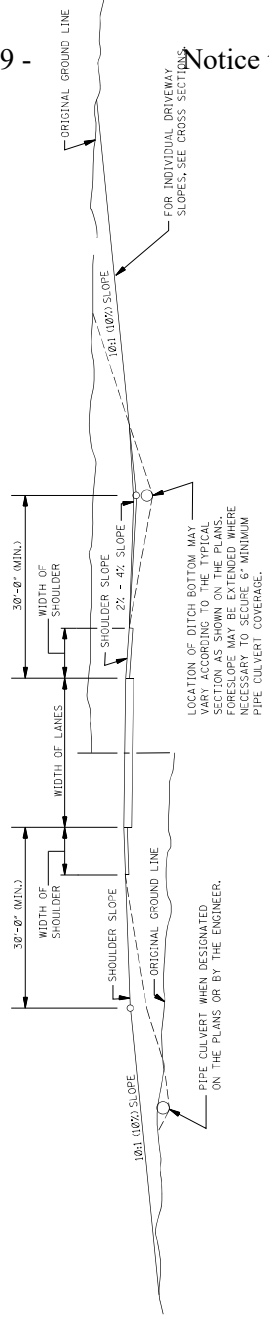 9 -
Notice t
30'-0" (MIN.)
WIDTH OF
SHOULDER
WIDTH OF LANES
30'-0" (MIN.)
WIDTH OF
SHOULDER
ORIGINAL GROUND LINE
10:1 (10%) SLOPE
SHOULDER SLOPE
SHOULDER SLOPE
2% - 4% SLOPE
10:1 (10%) SLOPE
ORIGINAL GROUND LINE
FOR INDIVIDUAL DRIVEWAY
SLOPES, SEE CROSS SECTIONS.
PIPE CULVERT WHEN DESIGNATED
ON THE PLANS OR BY THE ENGINEER.
LOCATION OF DITCH BOTTOM MAY
VARY ACCORDING TO THE TYPICAL
SECTION AS SHOWN ON THE PLANS.
FORESLOPE MAY BE EXTENDED WHERE
NECESSARY TO SECURE 6" MINIMUM
PIPE CULVERT COVERAGE.